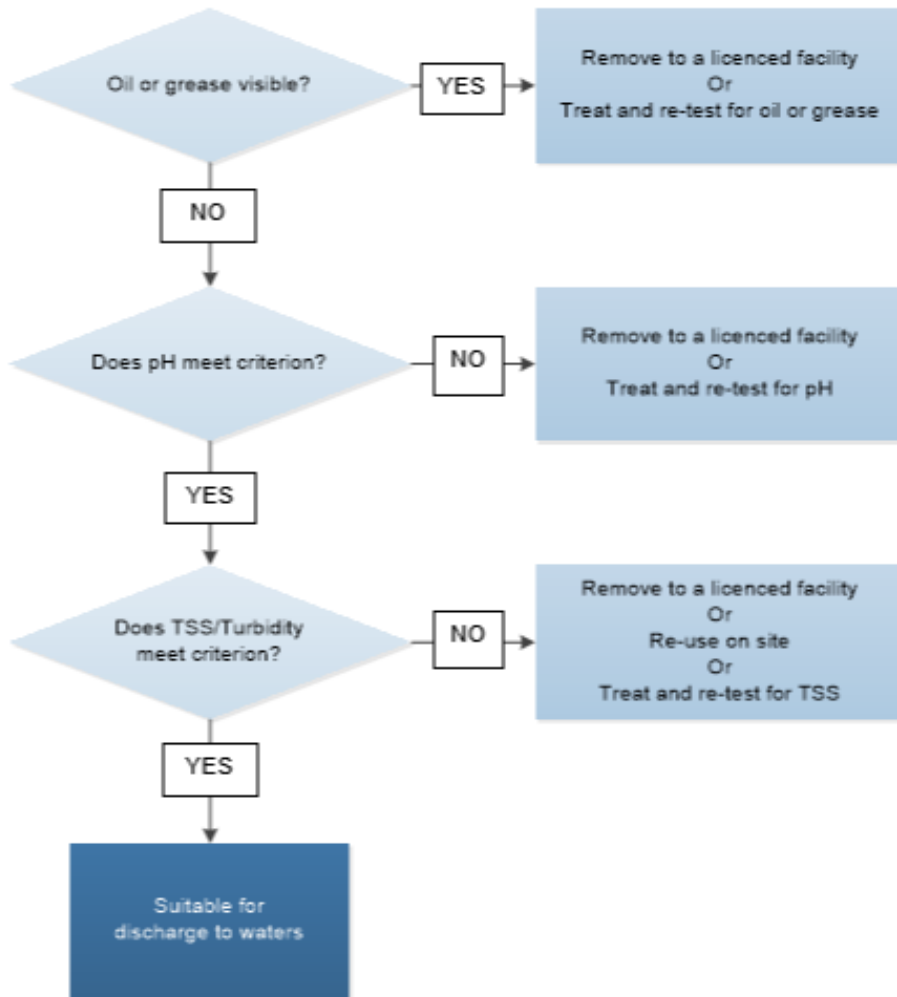 Oil or grease visible?
YES
Remove to a licenced facility
Or
Treat and re-test for oil or grease
NO
Does pH meet criterion?
NO
Remove to a licenced facility
Or
Treat and re-test for pH
YES
Does TSS/Turbidity
meet criterion?
NO
Remove to a licenced facility
Or
Re-use on site
Or
Treat and re-test for TSS
YES
Suitable for
discharge to waters